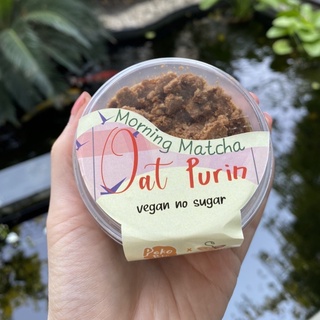 Morning Matcha
Oat Purin
vegan no sugar
x